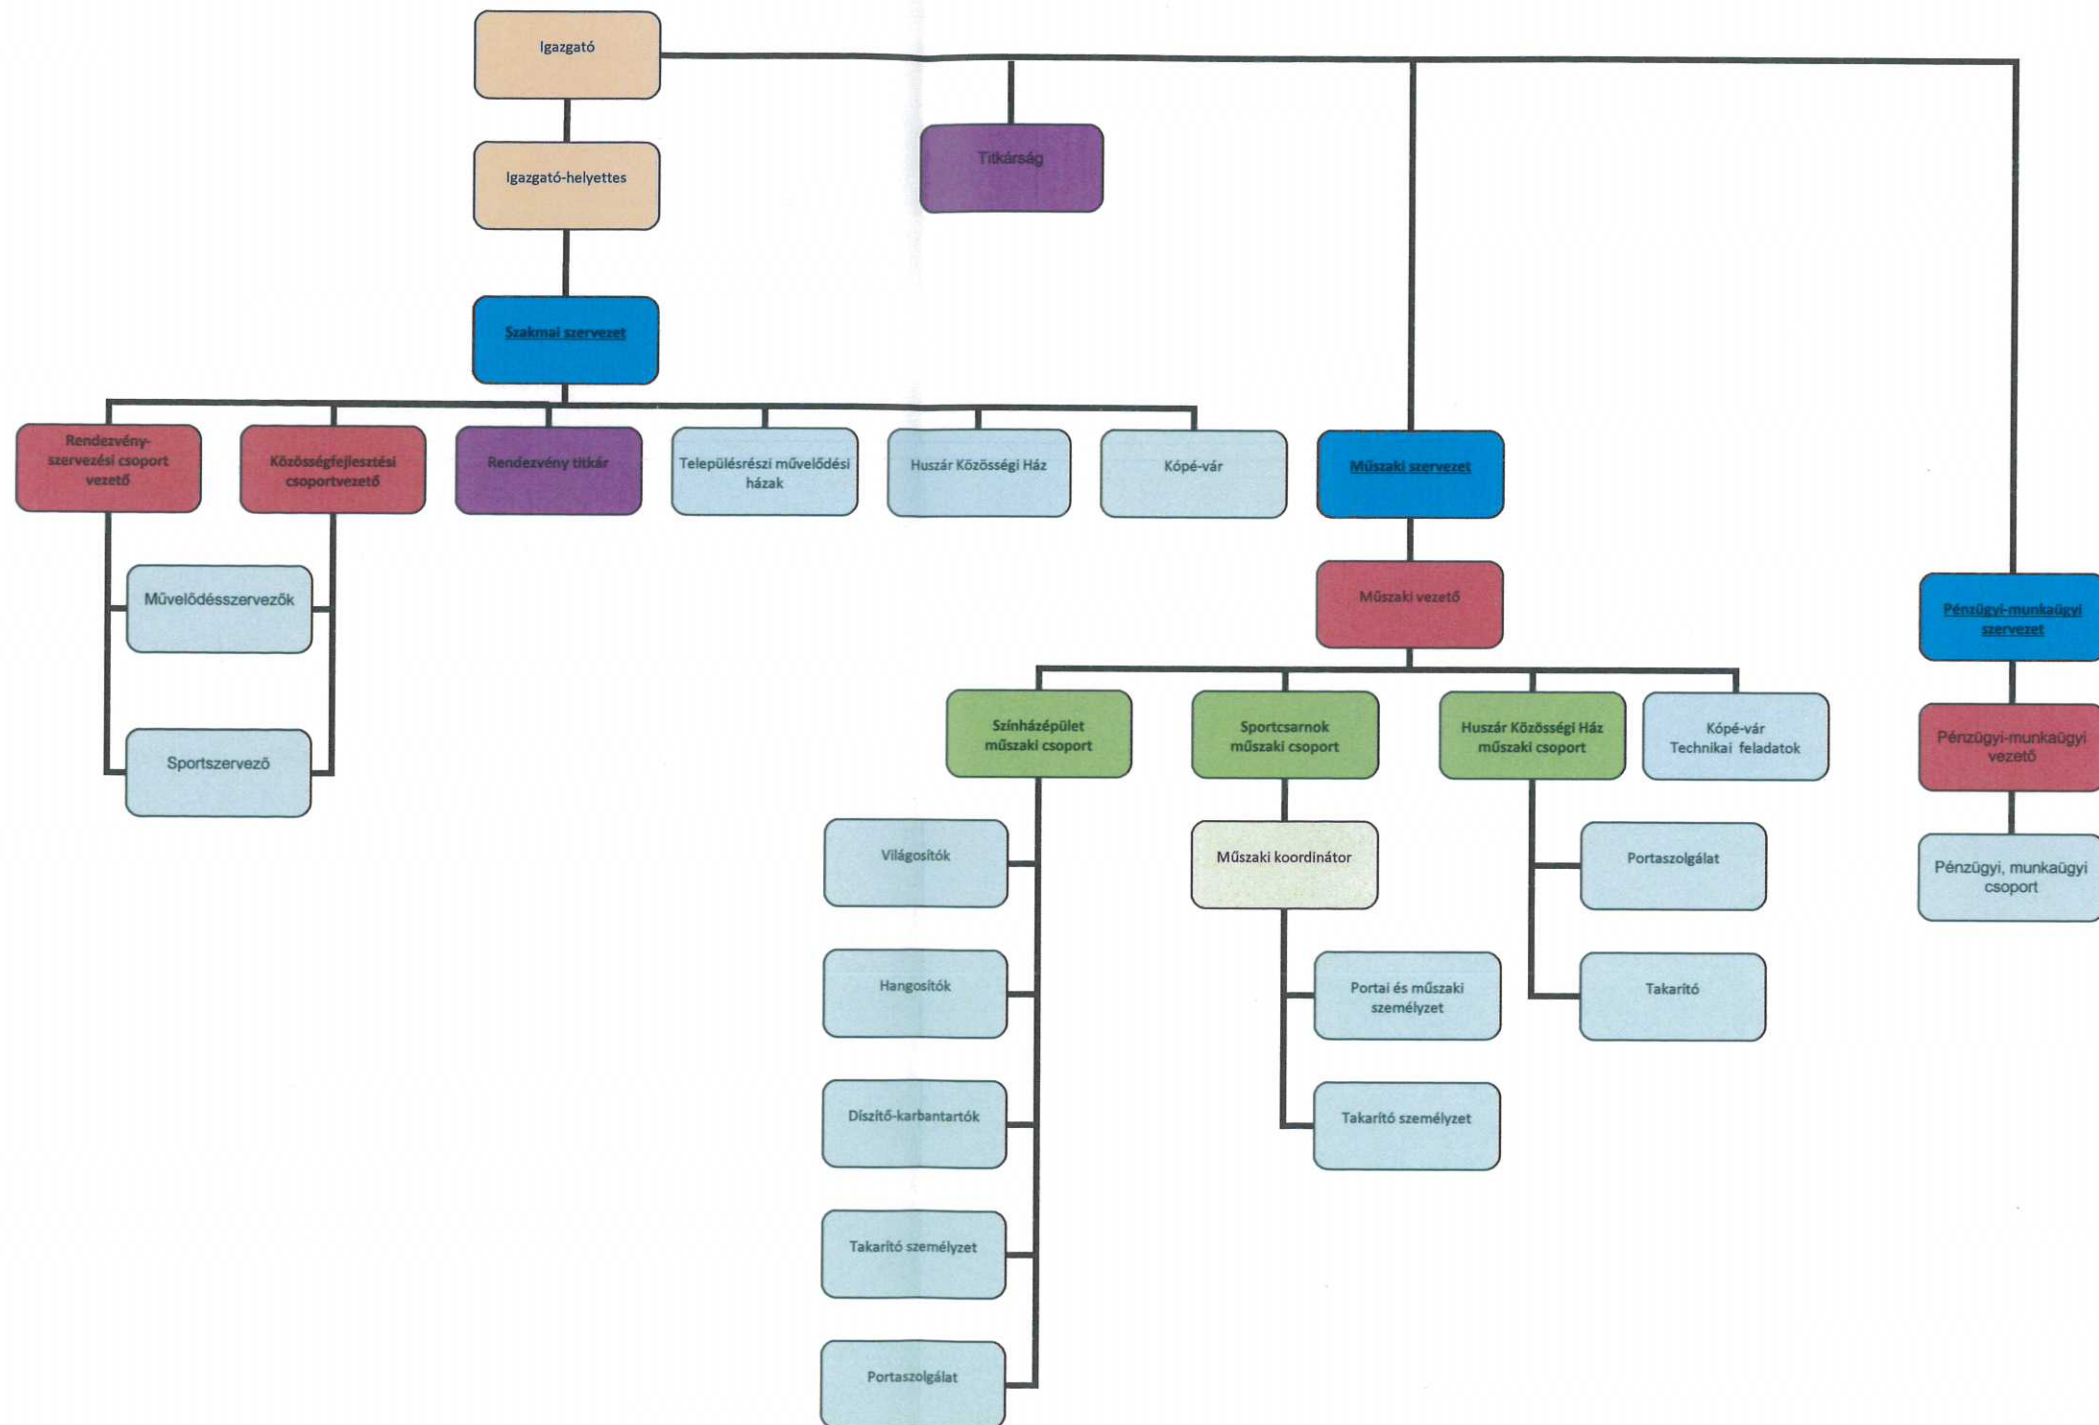 Igazgató
Titkárság
Igazgató-helyettes
Szakmai szervezet
Rendezvény-
szervezési csoport
vezető
Közösségfejlesztési
csoportvezető
Rendezvény titkár
Településrészi művelődési
házak
Huszár Közösségi Ház
Kópé-vár
Műszaki szervezet
Művelődésszervezők
Sportszervező
Műszaki vezető
Pénzügyi-munkaügyi
szervezet
Színházépület
műszaki csoport
Sportcsarnok
műszaki csoport
Huszár Közösségi Ház
műszaki csoport
Kópé-vár
Technikai feladatok
Pénzügyi-munkaügyi
vezető
Világosítók
Műszaki koordinátor
Portaszolgálat
Pénzügyi, munkaügyi
csoport
Hangosítók
Portai és műszaki
személyzet
Takarító
Díszítő-karbantartók
Takarító személyzet
Takarító személyzet
Portaszolgálat